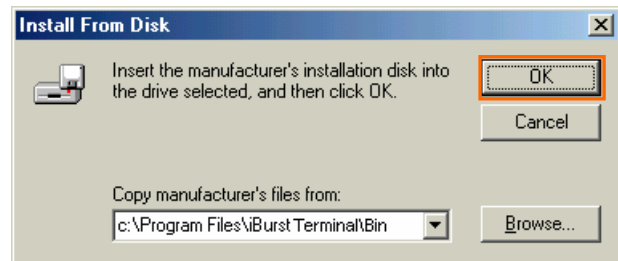 Install From Disk
Insert the manufacturer's installation disk into
the drive selected, and then click OK.
OK
Cancel
Copy manufacturer's files from:
c:\Program Files\iBurst Terminal\Bin
Browse...